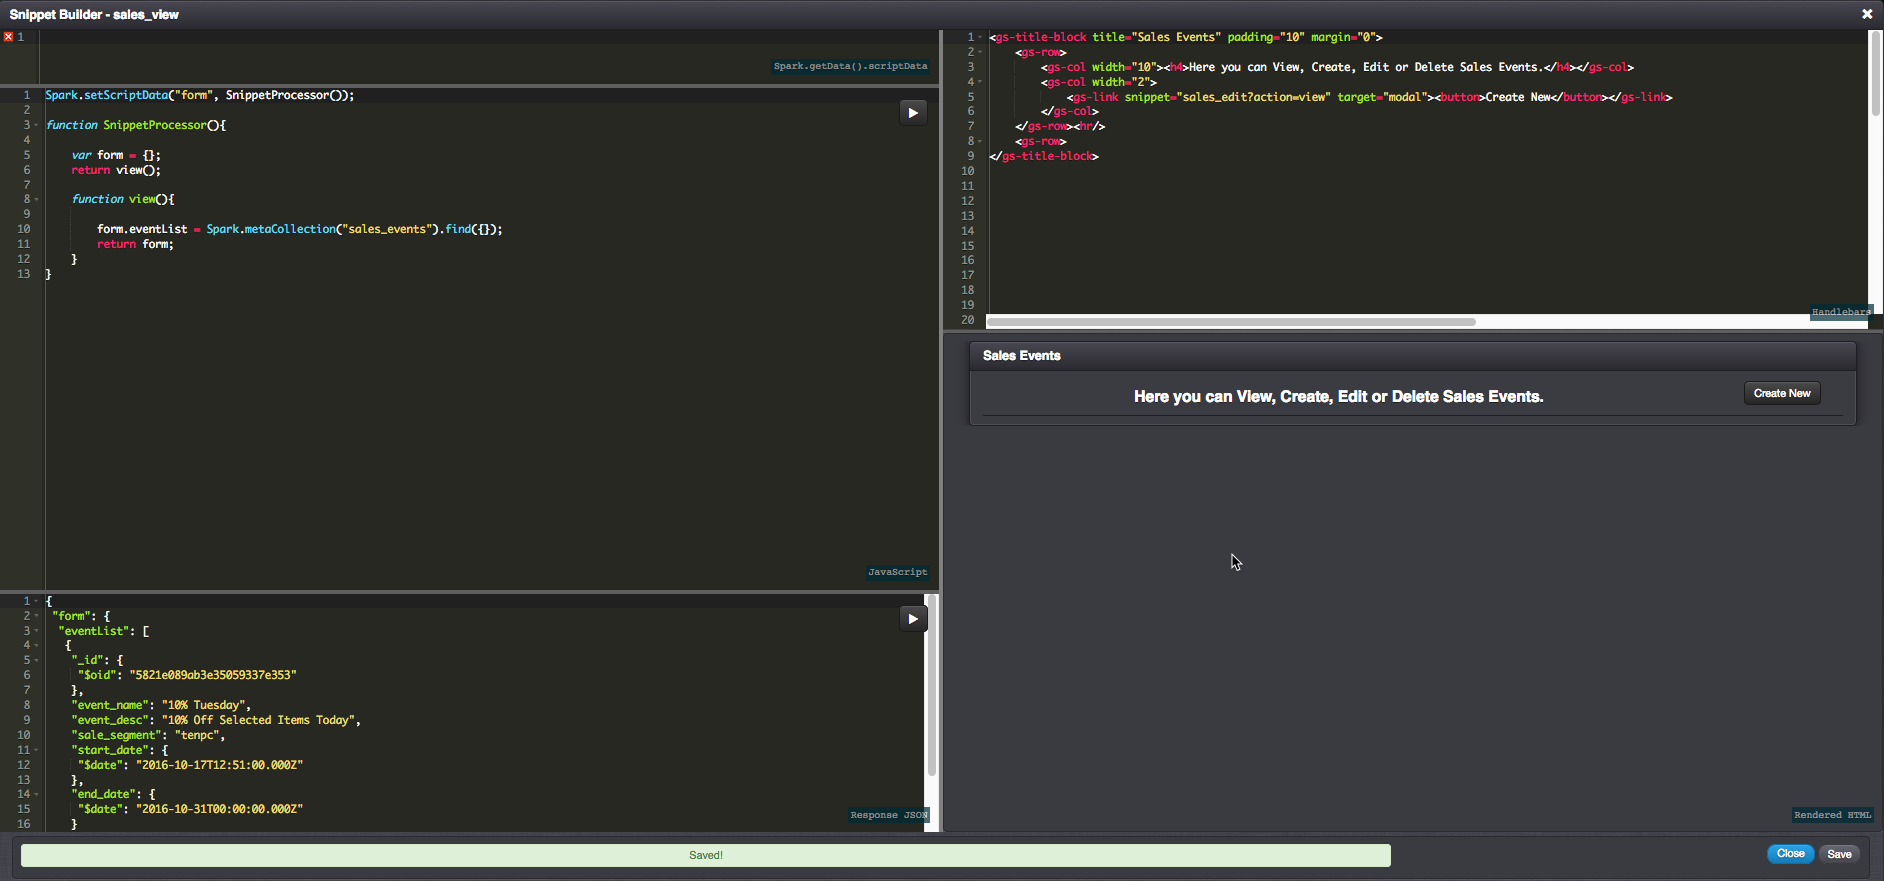 Snippet Builder - sales_view
1
Spark.getData().scriptData
1 Spark.setScriptData("form", SnippetProcessor());
2
3 function SnippetProcessor(){
4
5 var form = {};
6 return view();
7
8 function view(){
9
10 form.eventList = Spark.metaCollection("sales_events").find({});
11 return form;
12 }
13 }
JavaScript
1 {
2 "form": {
3 "eventList": [
4 {
5 "_id": {
6 "$oid": "5821e089ab3e35059337e353"
7 },
8 "event_name": "10% Tuesday",
9 "event_desc": "10% Off Selected Items Today",
10 "sale_segment": "tenpc",
11 "start_date": {
12 "$date": "2016-10-17T12:51:00.000Z"
13 },
14 "end_date": {
15 "$date": "2016-10-31T00:00:00.000Z"
16 }
Response JSON
1 <gs-title-block title="Sales Events" padding="10" margin="0">
2 <gs-row>
3 <gs-col width="10"><h4>Here you can View, Create, Edit or Delete Sales Events.</h4></gs-col>
4 <gs-col width="2">
5 <gs-link snippet="sales_edit?action=view" target="modal"><button>Create New</button></gs-link>
6 </gs-col>
7 </gs-row><hr/>
8 <gs-row>
9 </gs-title-block>
10
11
12
13
14
15
16
17
18
19
20
Handlebars
Sales Events
Here you can View, Create, Edit or Delete Sales Events.
Create New
Rendered HTML
Saved!
Close
Save